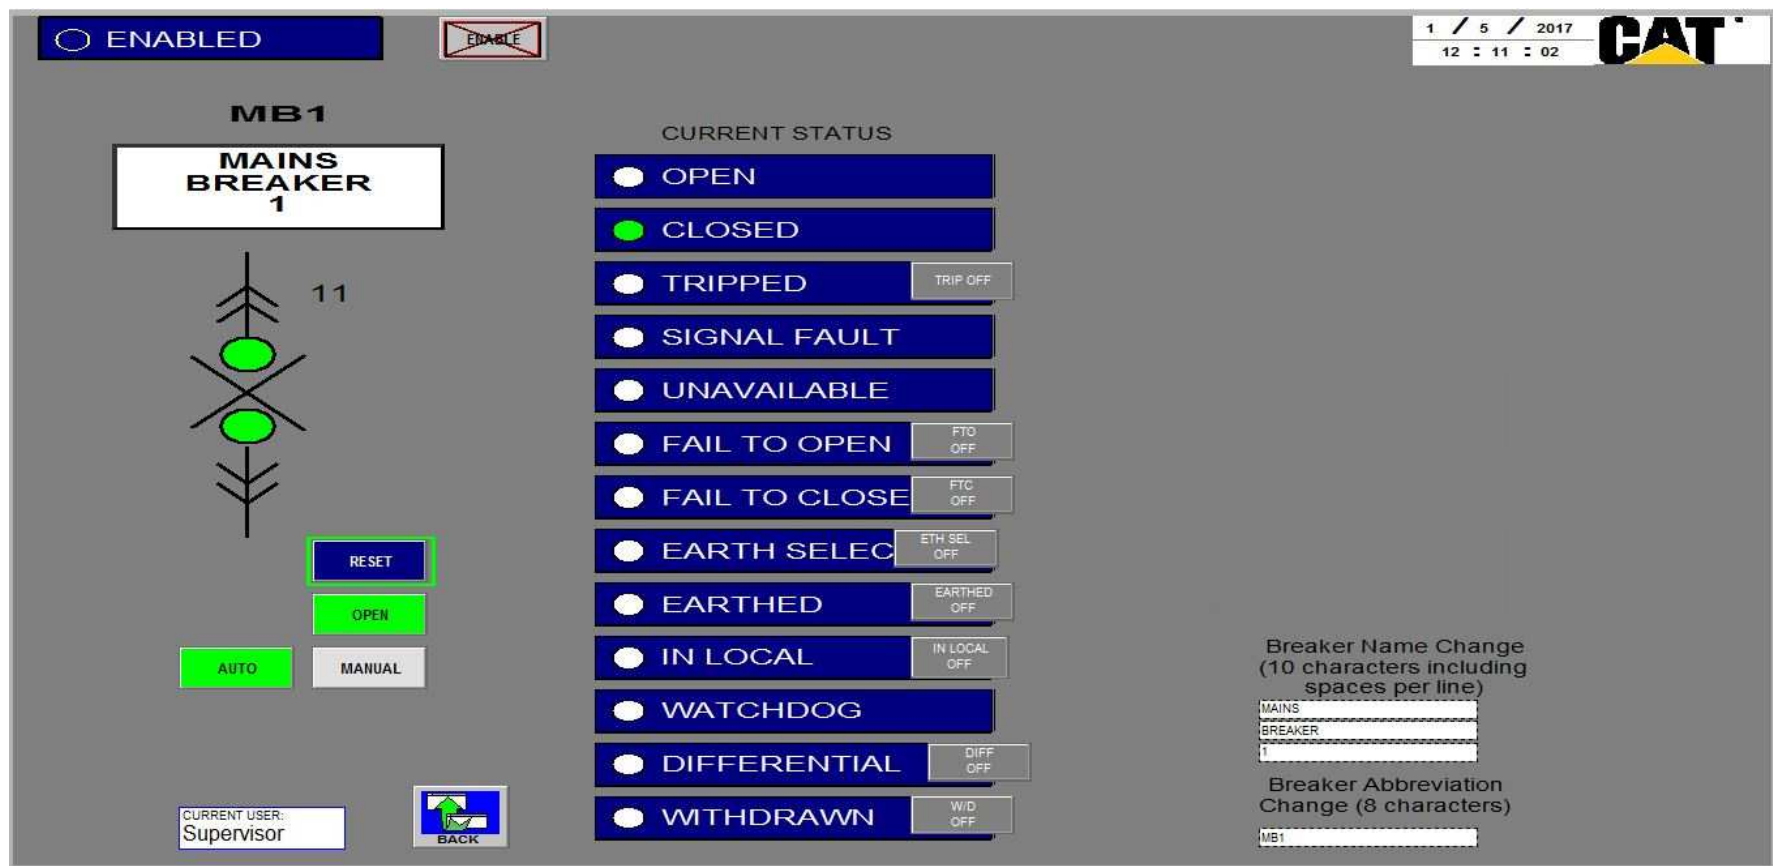 ENABLED
ENABLE
1 / 5 / 2017
12 : 11 : 02
CAT
MB1
MAINS
BREAKER
1
11
RESET
OPEN
AUTO
MANUAL
CURRENT USER:
Supervisor
BACK
CURRENT STATUS
OPEN
CLOSED
TRIPPED
TRIP OFF
SIGNAL FAULT
UNAVAILABLE
FAIL TO OPEN
FTO
OFF
FAIL TO CLOSE
FTC
OFF
EARTH SELEC
ETH SEL
OFF
EARTHED
EARTHED
OFF
IN LOCAL
IN LOCAL
OFF
WATCHDOG
DIFFERENTIAL
DIFF
OFF
WITHDRAWN
W/D
OFF
Breaker Name Change
(10 characters including
spaces per line)
MAINS
BREAKER
1
Breaker Abbreviation
Change (8 characters)
MB1